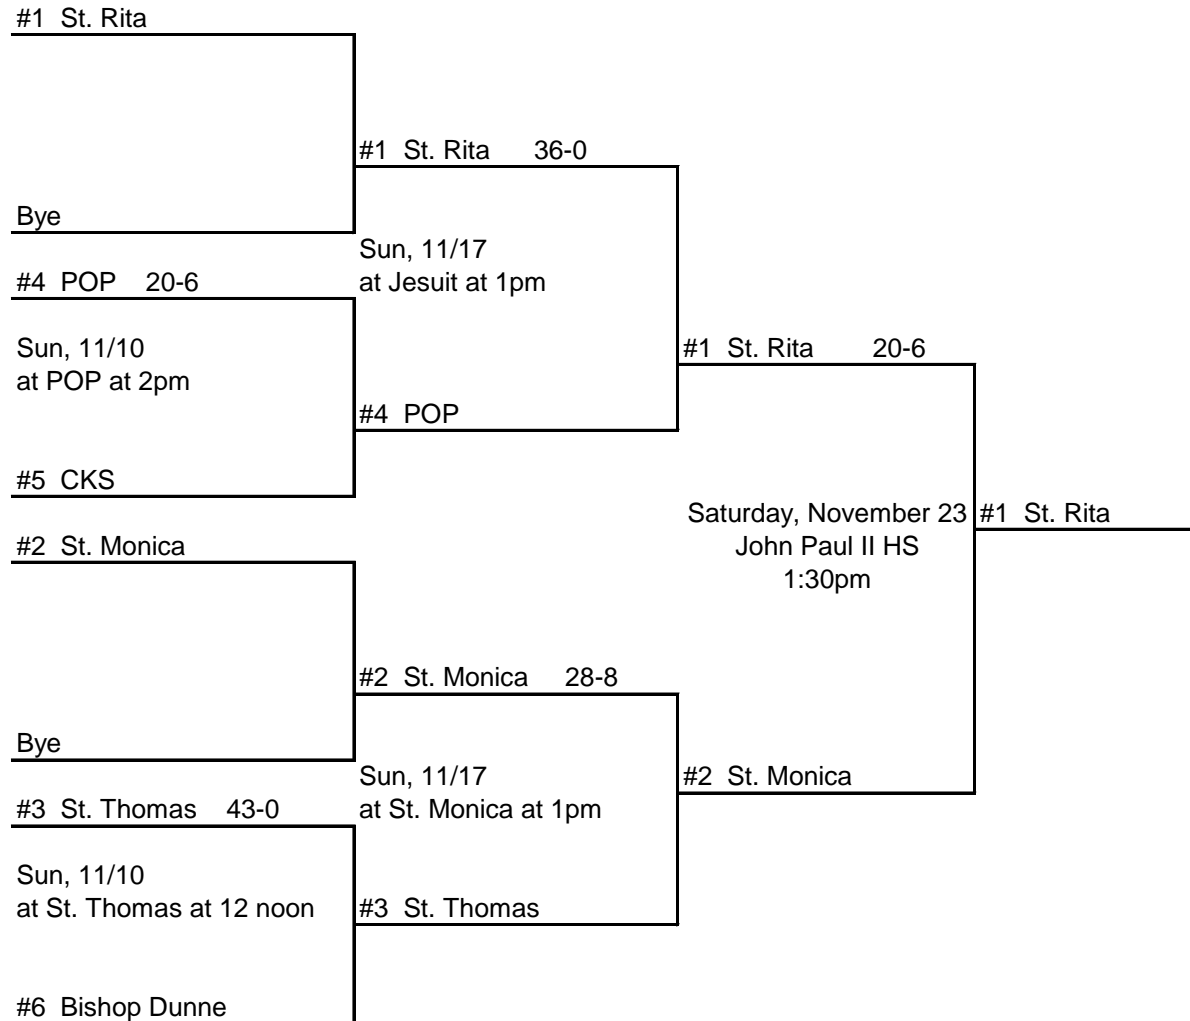 #1 St. Rita
#1 St. Rita 36-0
Bye
Sun, 11/17
at Jesuit at 1pm
#4 POP 20-6
Sun, 11/10
at POP at 2pm
#1 St. Rita 20-6
#4 POP
#5 CKS
Saturday, November 23
John Paul II HS
1:30pm
#1 St. Rita
#2 St. Monica
#2 St. Monica 28-8
Bye
Sun, 11/17
at St. Monica at 1pm
#2 St. Monica
#3 St. Thomas 43-0
Sun, 11/10
at St. Thomas at 12 noon
#3 St. Thomas
#6 Bishop Dunne